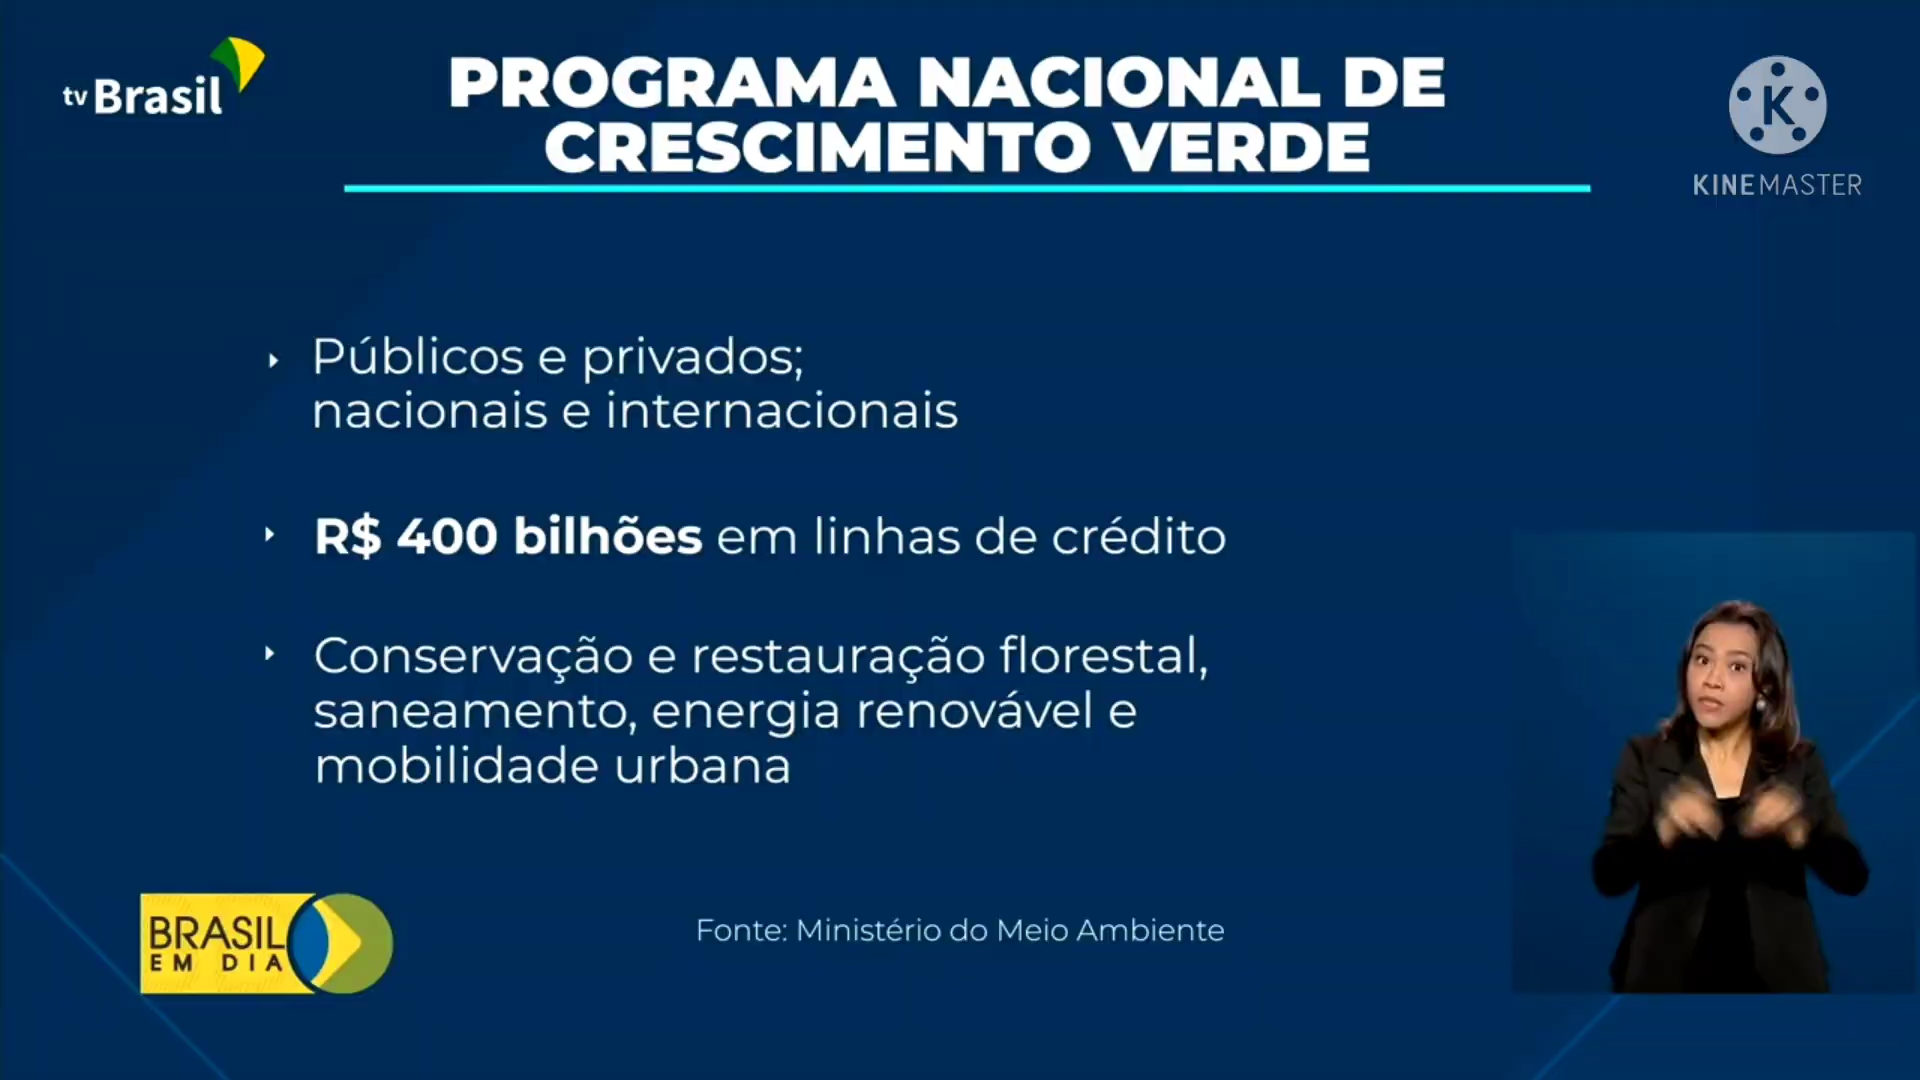 tv Brasil
PROGRAMA NACIONAL DE
CRESCIMENTO VERDE
K
KINEMASTER
Públicos e privados;
nacionais e internacionais
R$ 400 bilhões em linhas de crédito
Conservação e restauração florestal,
saneamento, energia renovável e
mobilidade urbana
BRASIL
EM DIA
Fonte: Ministério do Meio Ambiente